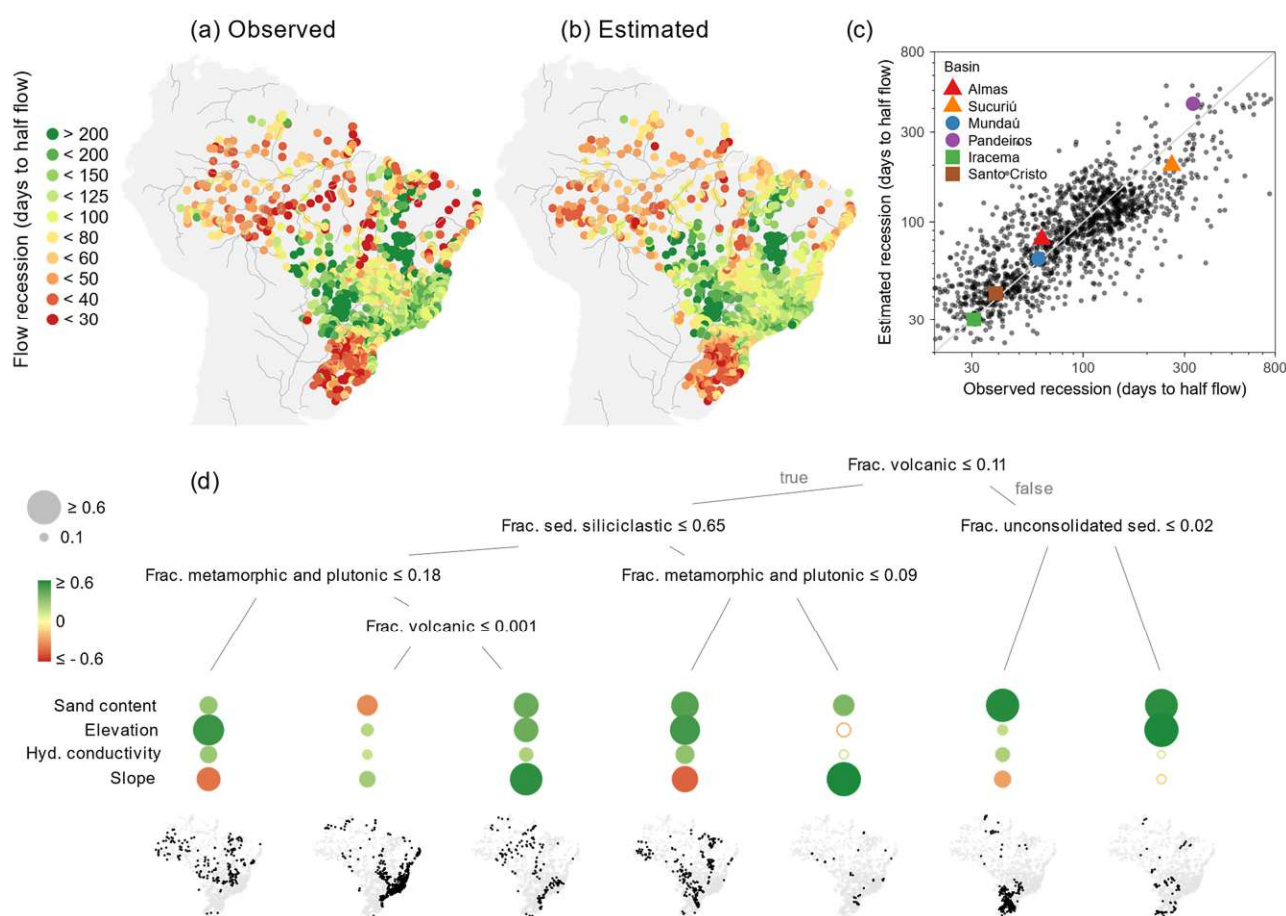 (a) Observed
(b) Estimated
(c)
Flow recession (days to half flow)
> 200
< 200
< 150
< 125
< 100
< 80
< 60
< 50
< 40
< 30
Estimated recession (days to half flow)
800
300
100
30
Basin
Almas
Sucuriú
Mundaú
Pandeiros
Iracema
Santo Cristo
30
100
300
800
Observed recession (days to half flow)
(d)
≥ 0.6
0.1
≥ 0.6
0
≤ - 0.6
Frac. volcanic ≤ 0.11
true
false
Frac. sed. siliciclastic ≤ 0.65
Frac. unconsolidated sed. ≤ 0.02
Frac. metamorphic and plutonic ≤ 0.18
Frac. metamorphic and plutonic ≤ 0.09
Frac. volcanic ≤ 0.001
Sand content
Elevation
Hyd. conductivity
Slope